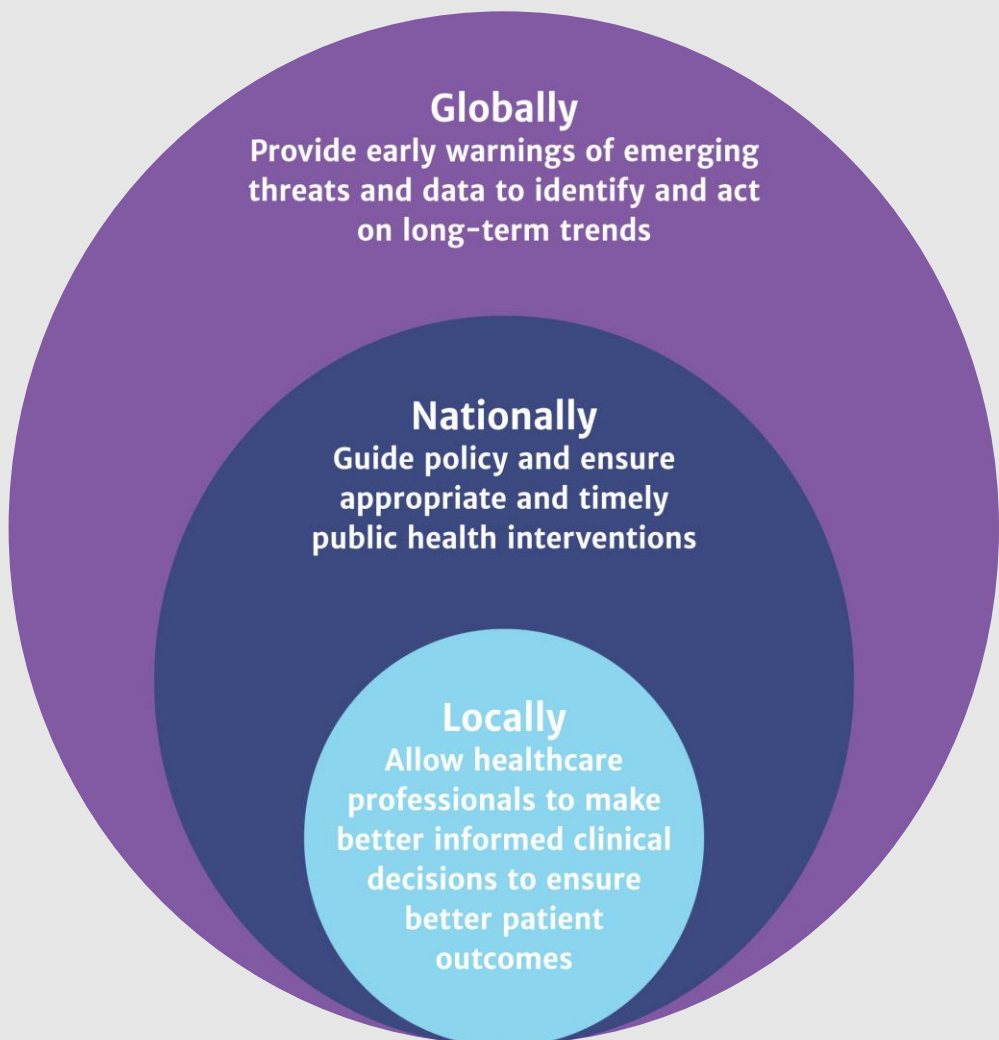 Globally
Provide early warnings of emerging
threats and data to identify and act
on long-term trends
Nationally
Guide policy and ensure
appropriate and timely
public health interventions
Locally
Allow healthcare
professionals to make
better informed clinical
decisions to ensure
better patient
outcomes